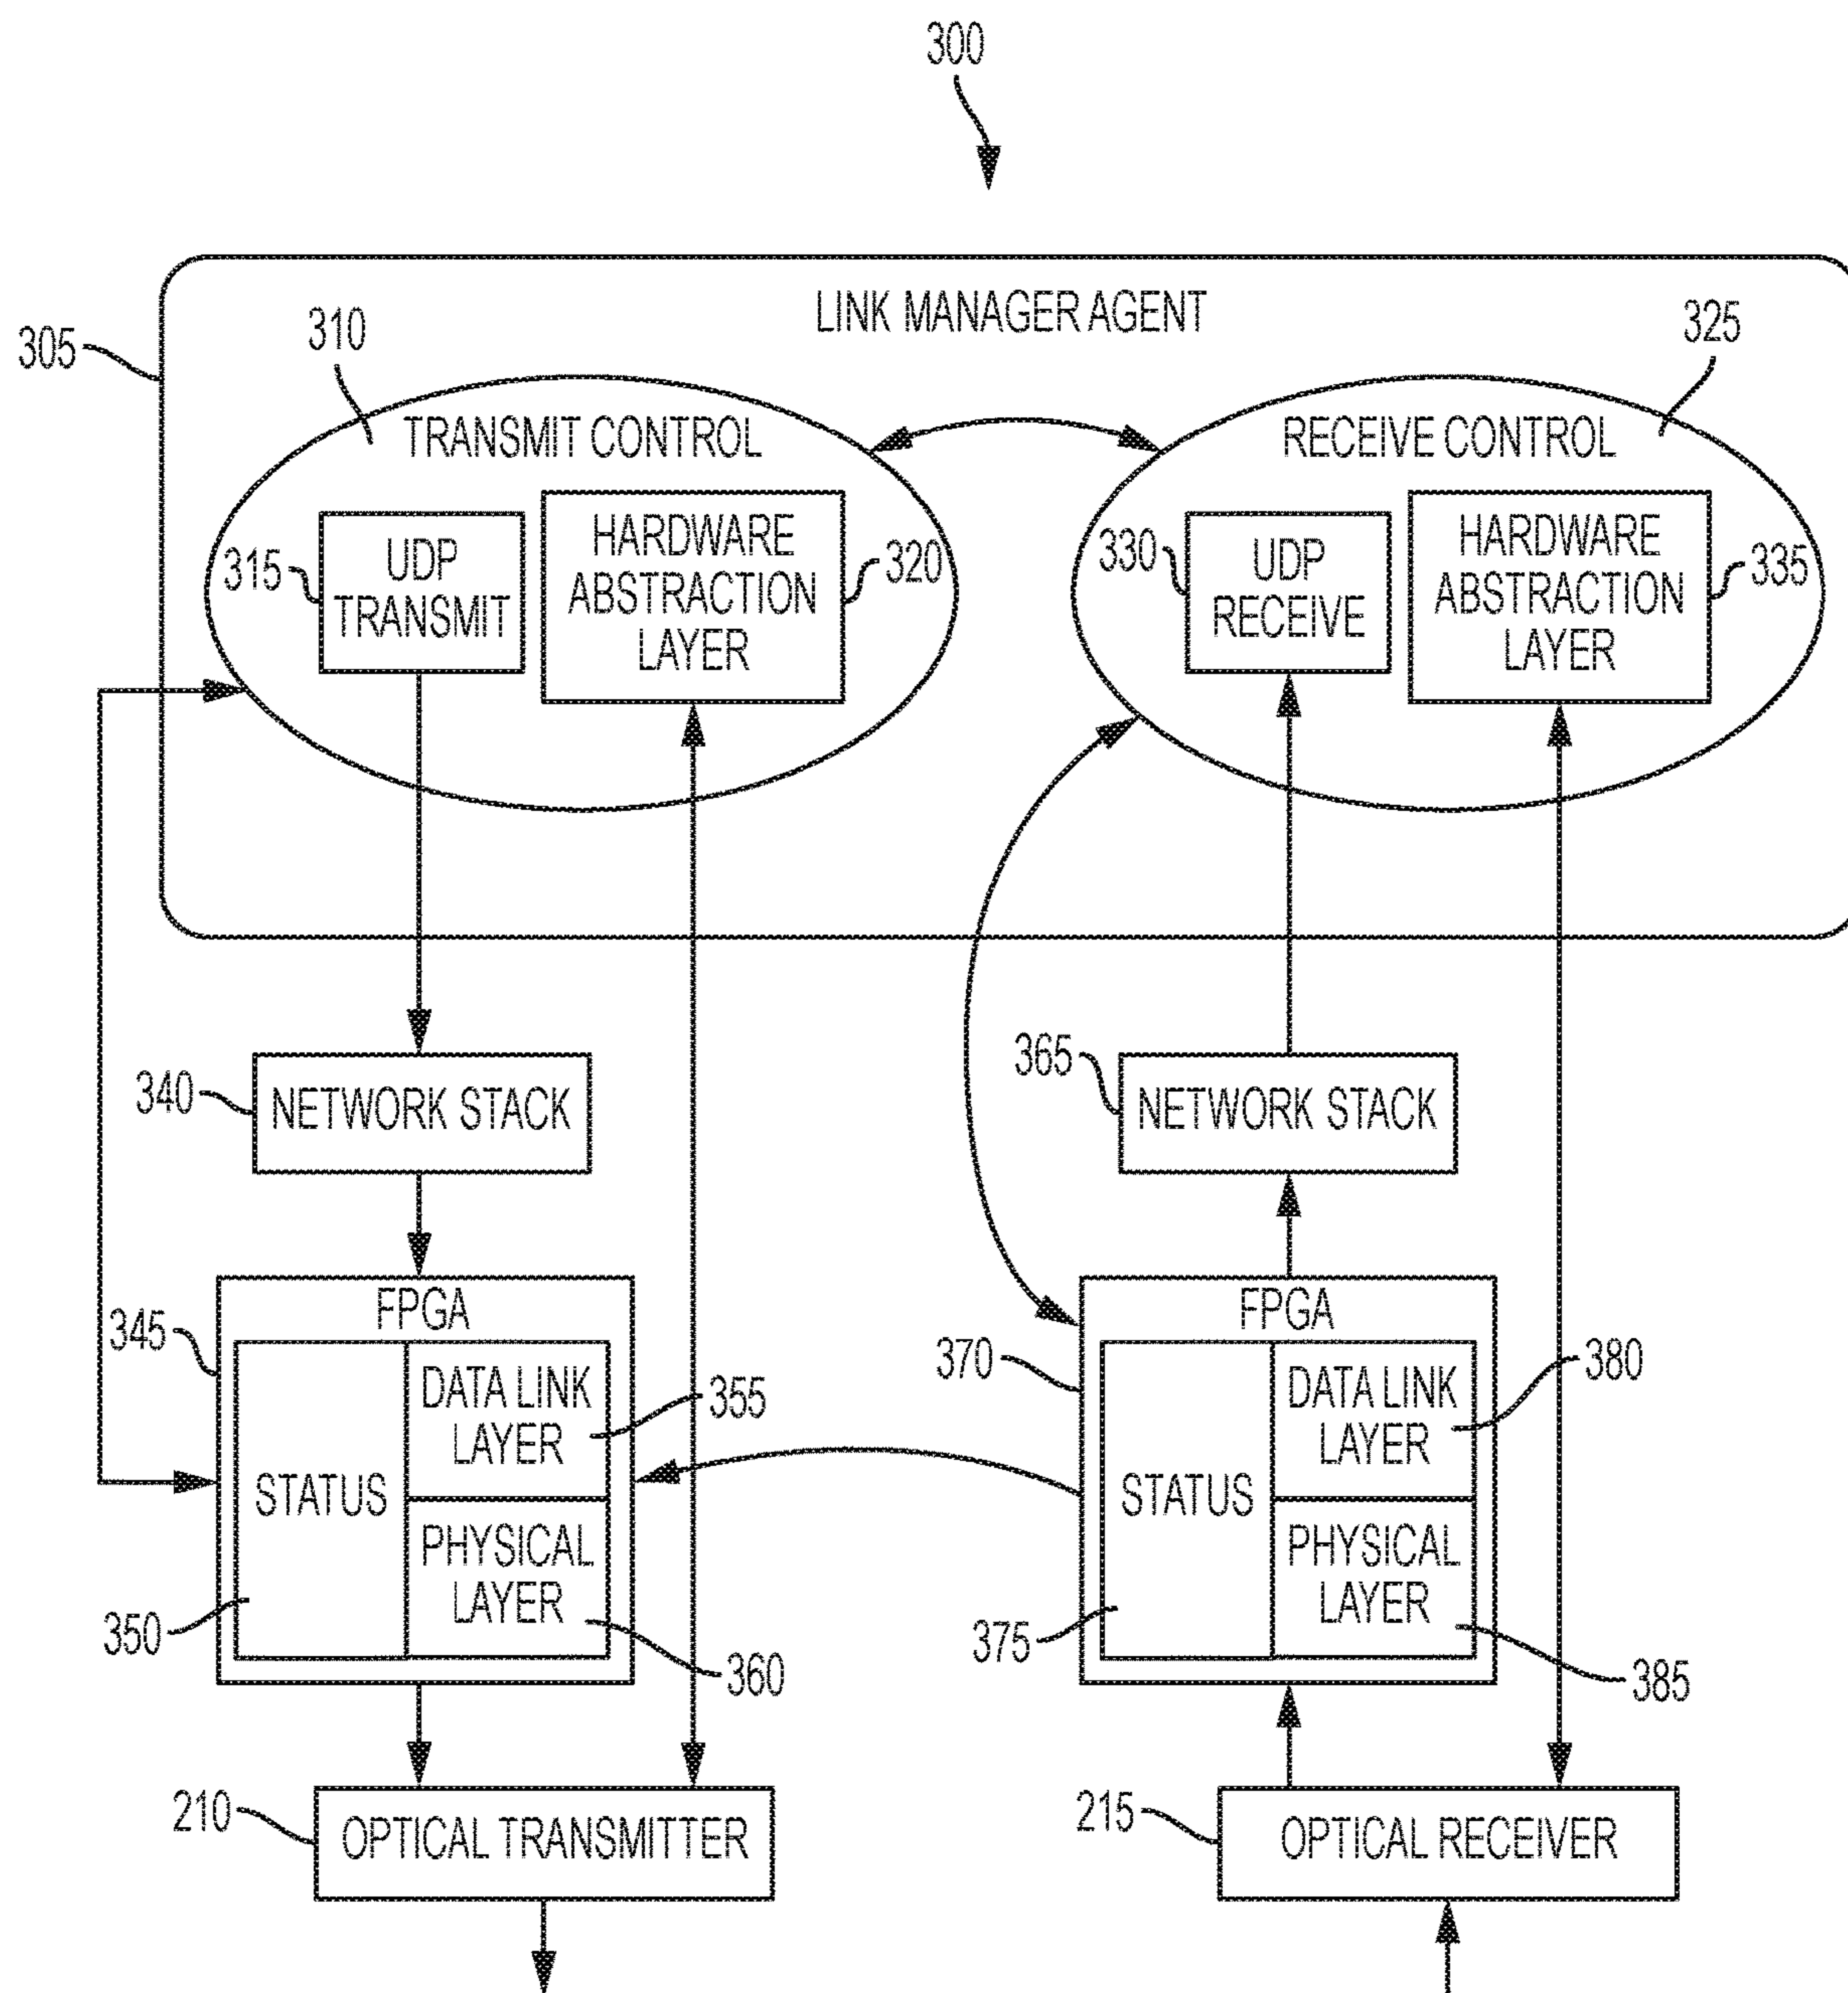 300
LINK MANAGER AGENT
305
310
325
TRANSMIT CONTROL
RECEIVE CONTROL
315
UDP
TRANSMIT
HARDWARE
ABSTRACTION
LAYER
320
330
UDP
RECEIVE
HARDWARE
ABSTRACTION
LAYER
335
340
NETWORK STACK
365
NETWORK STACK
345
FPGA
STATUS
350
DATA LINK
LAYER
355
PHYSICAL
LAYER
360
370
FPGA
STATUS
375
DATA LINK
LAYER
380
PHYSICAL
LAYER
385
210
OPTICAL TRANSMITTER
215
OPTICAL RECEIVER